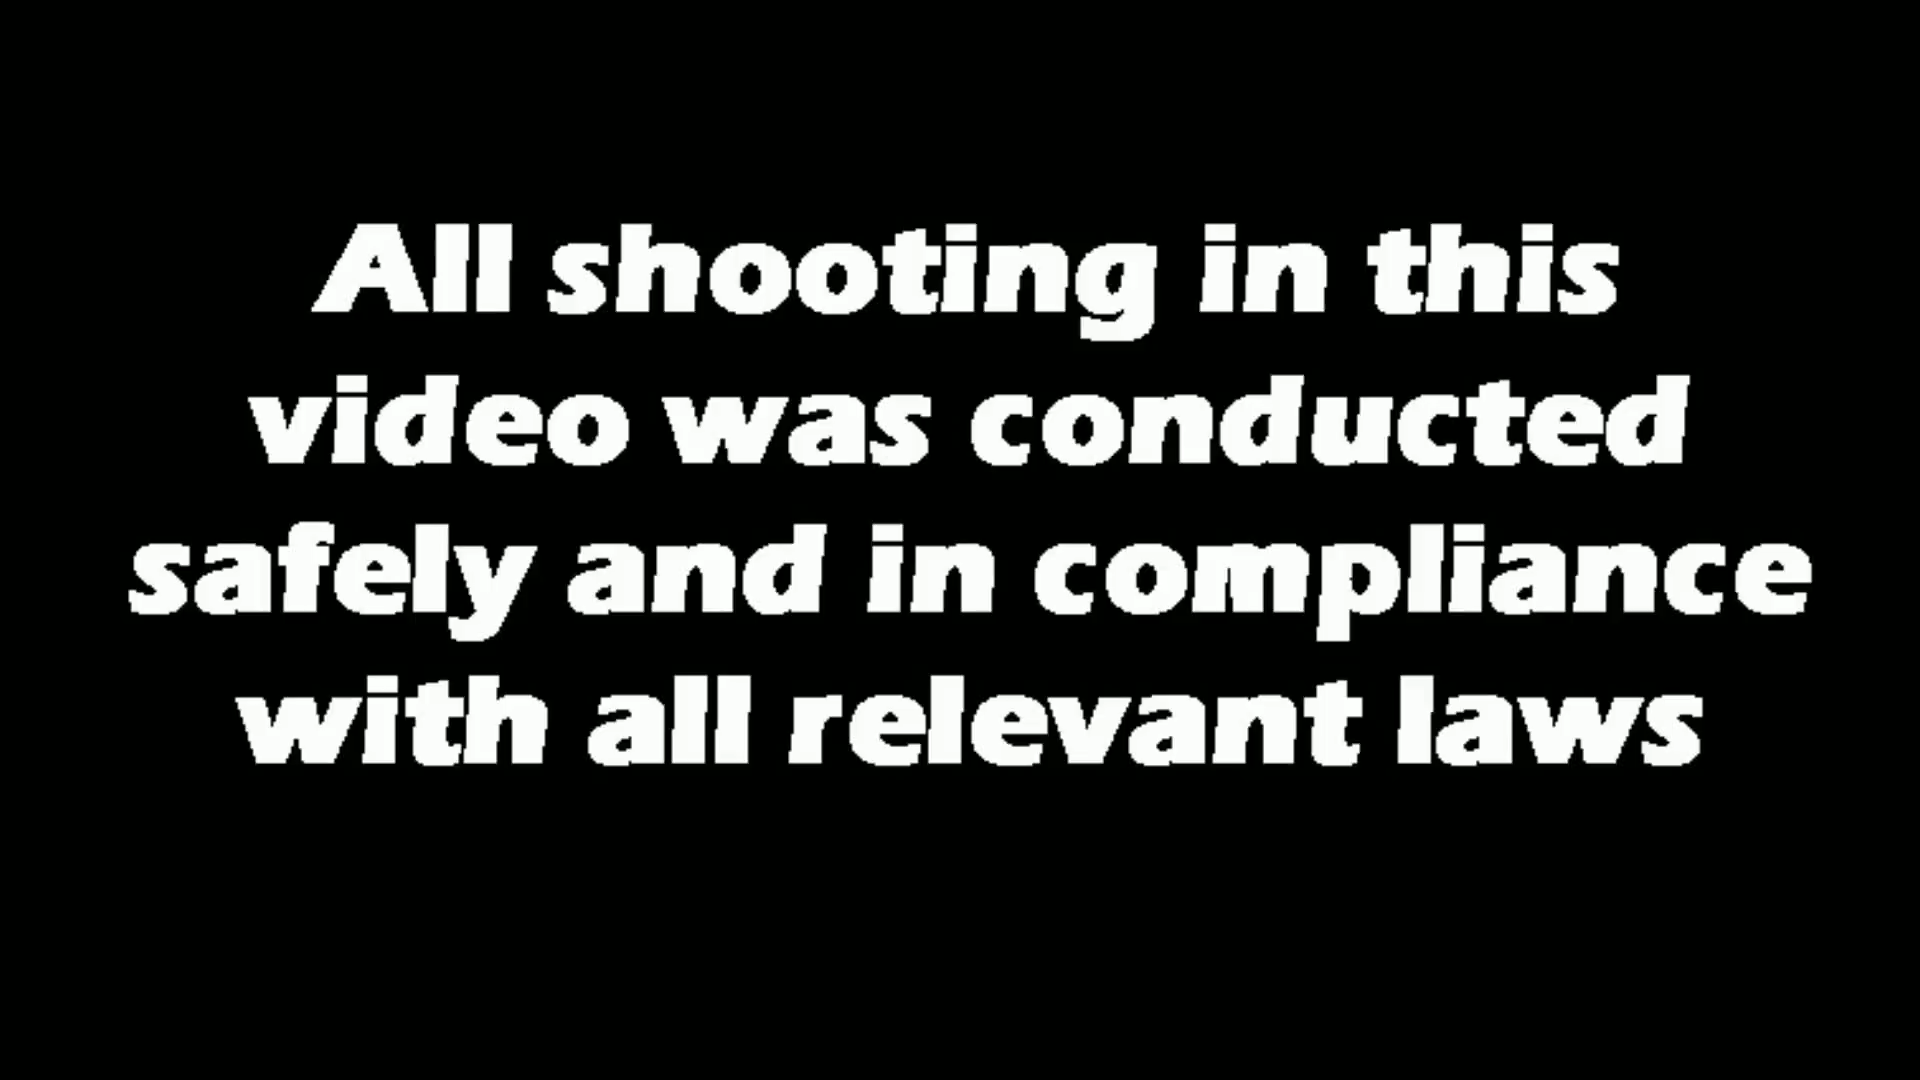 All shooting in this
video was conducted
safely and in compliance
with all relevant laws